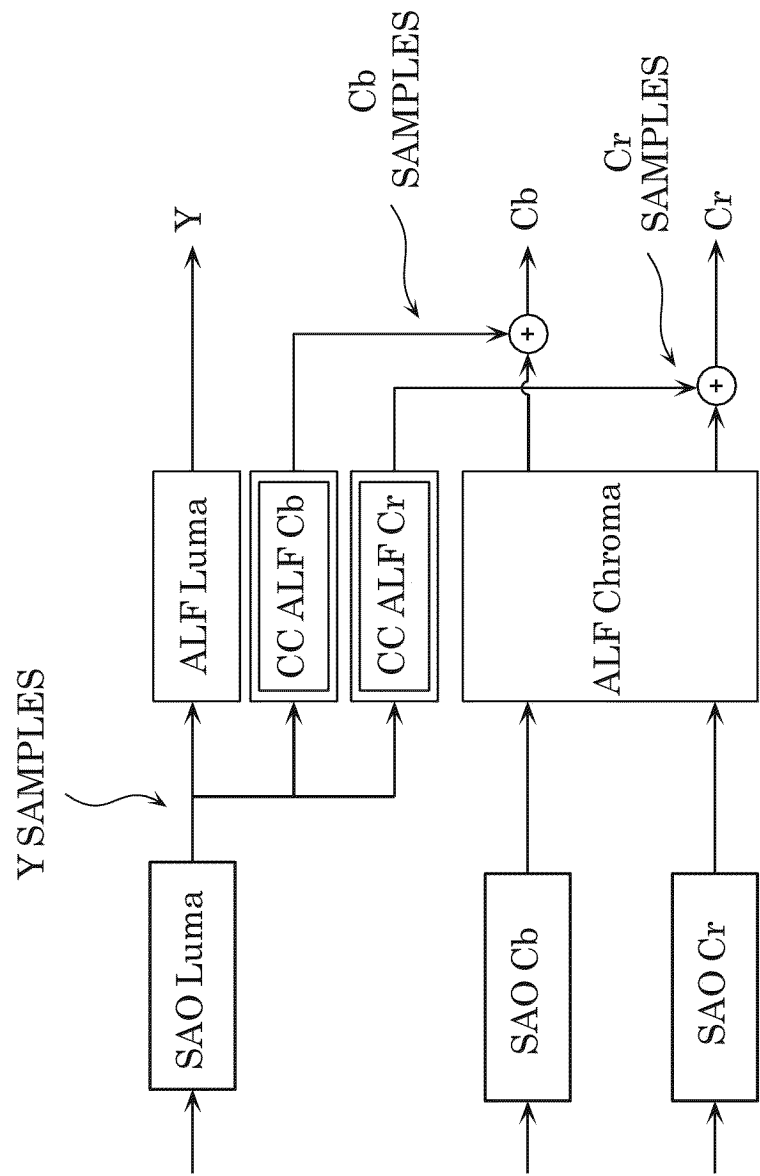 Y SAMPLES
SAO Luma
ALF Luma
Y
CC ALF Cb
CC ALF Cr
Cb
SAMPLES
SAO Cb
ALF Chroma
+
Cb
Cr
SAMPLES
SAO Cr
+
Cr